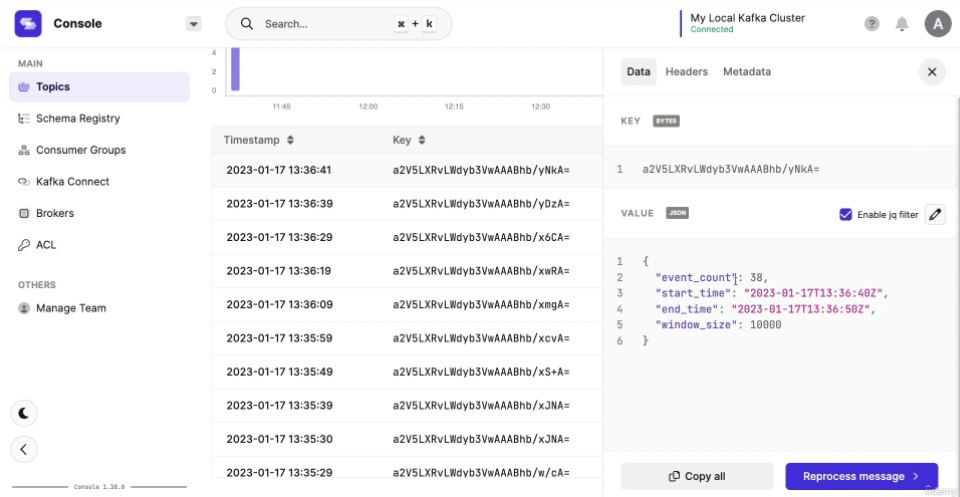 Console
Search...
⌘ + k
My Local Kafka Cluster
Connected
?
A
MAIN
Topics
Schema Registry
Consumer Groups
Kafka Connect
Brokers
ACL
OTHERS
Manage Team
Console 1.38.0
4
2
0
11:45 12:00 12:15 12:30
Timestamp Key
2023-01-17 13:36:41 a2V5LXRvLWdyb3VwAAABhb/yNkA=
2023-01-17 13:36:39 a2V5LXRvLWdyb3VwAAABhb/yDzA=
2023-01-17 13:36:29 a2V5LXRvLWdyb3VwAAABhb/x6CA=
2023-01-17 13:36:19 a2V5LXRvLWdyb3VwAAABhb/xwRA=
2023-01-17 13:36:09 a2V5LXRvLWdyb3VwAAABhb/xmgA=
2023-01-17 13:35:59 a2V5LXRvLWdyb3VwAAABhb/xcvA=
2023-01-17 13:35:49 a2V5LXRvLWdyb3VwAAABhb/xS+A=
2023-01-17 13:35:39 a2V5LXRvLWdyb3VwAAABhb/xJNA=
2023-01-17 13:35:30 a2V5LXRvLWdyb3VwAAABhb/xJNA=
2023-01-17 13:35:29 a2V5LXRvLWdyb3VwAAABhb/w/cA=
Data Headers Metadata
KEY BYTES
1 a2V5LXRvLWdyb3VwAAABhb/yNkA=
VALUE JSON
Enable jq filter
1 {
2 "event_count": 38,
3 "start_time": "2023-01-17T13:36:40Z",
4 "end_time": "2023-01-17T13:36:50Z",
5 "window_size": 10000
6 }
Copy all
Reprocess message
Udemy